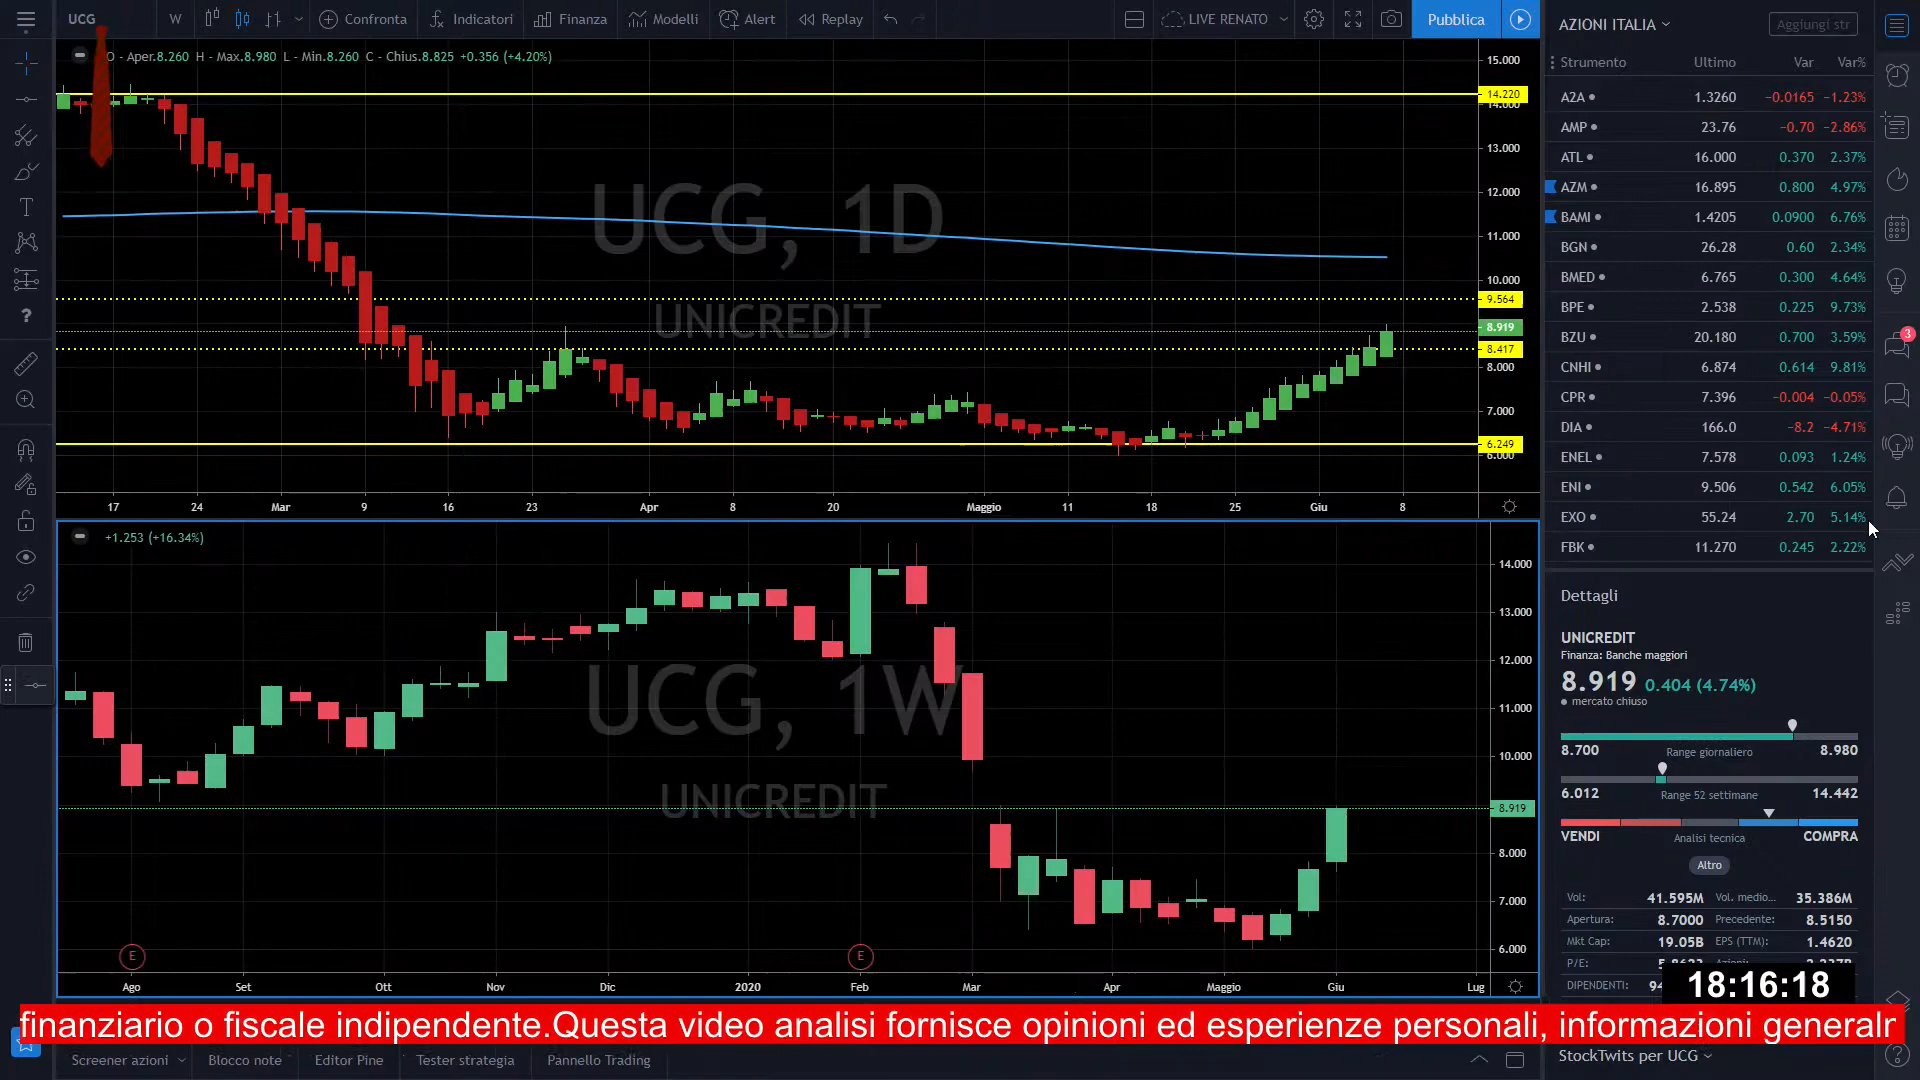 UCG
W
Confronta
Indicatori
Finanza
Modelli
Alert
Replay
LIVE RENATO
Pubblica
O - Aper.8.260 H - Max.8.980 L - Min.8.260 C - Chius.8.825 +0.356 (+4.20%)
UCG, 1D
UNICREDIT
15.000
14.220
14.000
13.000
12.000
11.000
10.000
9.564
8.919
8.417
8.000
7.000
6.249
6.000
17 24 Mar 9 16 23 Apr 8 20 Maggio 11 18 25 Giu 8
+1.253 (+16.34%)
UCG, 1W
UNICREDIT
14.000
13.000
12.000
11.000
10.000
8.919
8.000
7.000
6.000
E
E
Ago Set Ott Nov Dic 2020 Feb Mar Apr Maggio Giu Lug
AZIONI ITALIA
Aggiungi str
Strumento Ultimo Var Var%
A2A 1.3260 −0.0165 −1.23%
AMP 23.76 −0.70 −2.86%
ATL 16.000 0.370 2.37%
AZM 16.895 0.800 4.97%
BAMI 1.4205 0.0900 6.76%
BGN 26.28 0.60 2.34%
BMED 6.765 0.300 4.64%
BPE 2.538 0.225 9.73%
BZU 20.180 0.700 3.59%
CNHI 6.874 0.614 9.81%
CPR 7.396 −0.004 −0.05%
DIA 166.0 −8.2 −4.71%
ENEL 7.578 0.093 1.24%
ENI 9.506 0.542 6.05%
EXO 55.24 2.70 5.14%
FBK 11.270 0.245 2.22%
3
Dettagli
UNICREDIT
Finanza: Banche maggiori
8.919 0.404 (4.74%)
mercato chiuso
8.700 Range giornaliero 8.980
6.012 Range 52 settimane 14.442
VENDI Analisi tecnica COMPRA
Altro
Vol: 41.595M Vol. medio... 35.386M
Apertura: 8.7000 Precedente: 8.5150
Mkt Cap: 19.05B EPS (TTM): 1.4620
P/E:
DIPENDENTI:
18:16:18
finanziario o fiscale indipendente.Questa video analisi fornisce opinioni ed esperienze personali, informazioni general
Screener azioni
Blocco note
Editor Pine
Tester strategia
Pannello Trading
StockTwits per UCG